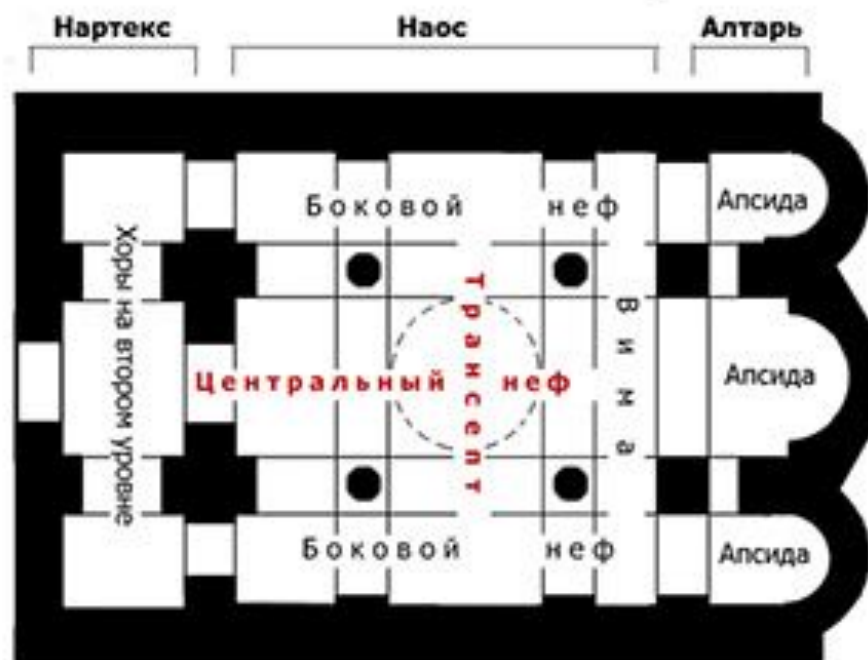 Нартекс
Наос
Алтарь
Боковой неф
Апсида
Хоры на втором уровне
Трансепт
Вима
Центральный неф
Апсида
Боковой неф
Апсида